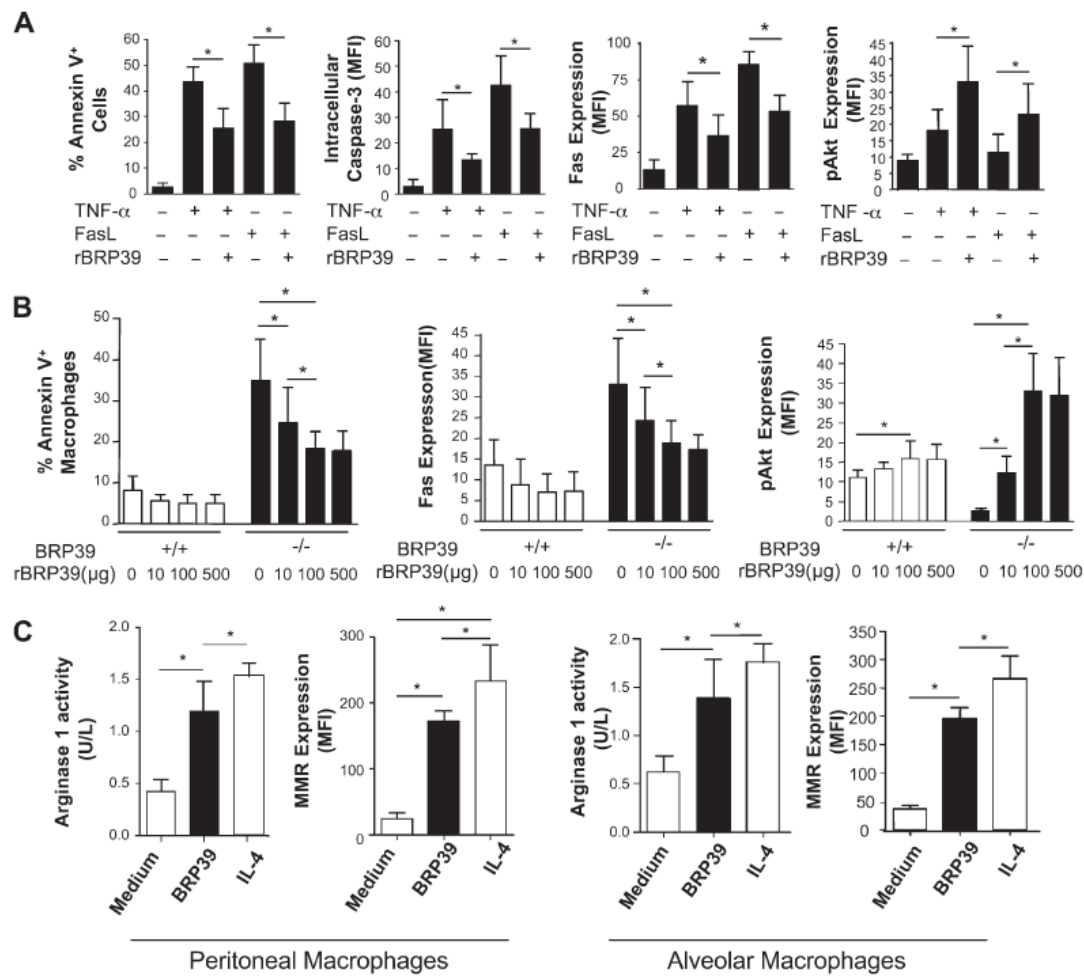 A
% Annexin V+
Cells
60
50
40
30
20
10
0
*
*
Intracellular
Caspase-3 (MFI)
60
50
40
30
20
10
0
*
*
Fas Expression
(MFI)
100
75
50
25
0
*
*
pAkt Expression
(MFI)
45
40
35
30
25
20
15
10
5
0
*
*
TNF-α – + + – –
FasL – – – + +
rBRP39 – – + – +
– + + – –
– – – + +
– – + – +
TNF-α – + + – –
FasL – – – + +
rBRP39 – – + – +
TNF -α – + + – –
FasL – – – + +
rBRP39 – – + – +
B
% Annexin V+
Macrophages
50
40
30
20
10
0
*
*
*
Fas Expresson(MFI)
45
40
35
30
25
20
15
10
5
0
*
*
*
pAkt Expression
(MFI)
45
40
35
30
25
20
15
10
5
0
*
*
*
*
BRP39 +/+ -/-
rBRP39(µg) 0 10 100 500 0 10 100 500
BRP39 +/+ -/-
rBRP39(µg) 0 10 100 500 0 10 100 500
BRP39 +/+ -/-
rBRP39(µg) 0 10 100 500 0 10 100 500
C
Arginase 1 activity
(U/L)
2.0
1.5
1.0
0.5
0.0
*
*
Medium
BRP39
IL-4
MMR Expression
(MFI)
300
200
100
0
*
*
*
Medium
BRP39
IL-4
Arginase 1 activity
(U/L)
2.0
1.5
1.0
0.5
0.0
*
*
Medium
BRP39
IL-4
MMR Expression
(MFI)
350
300
250
200
150
100
50
0
*
*
Medium
BRP39
IL-4
Peritoneal Macrophages
Alveolar Macrophages